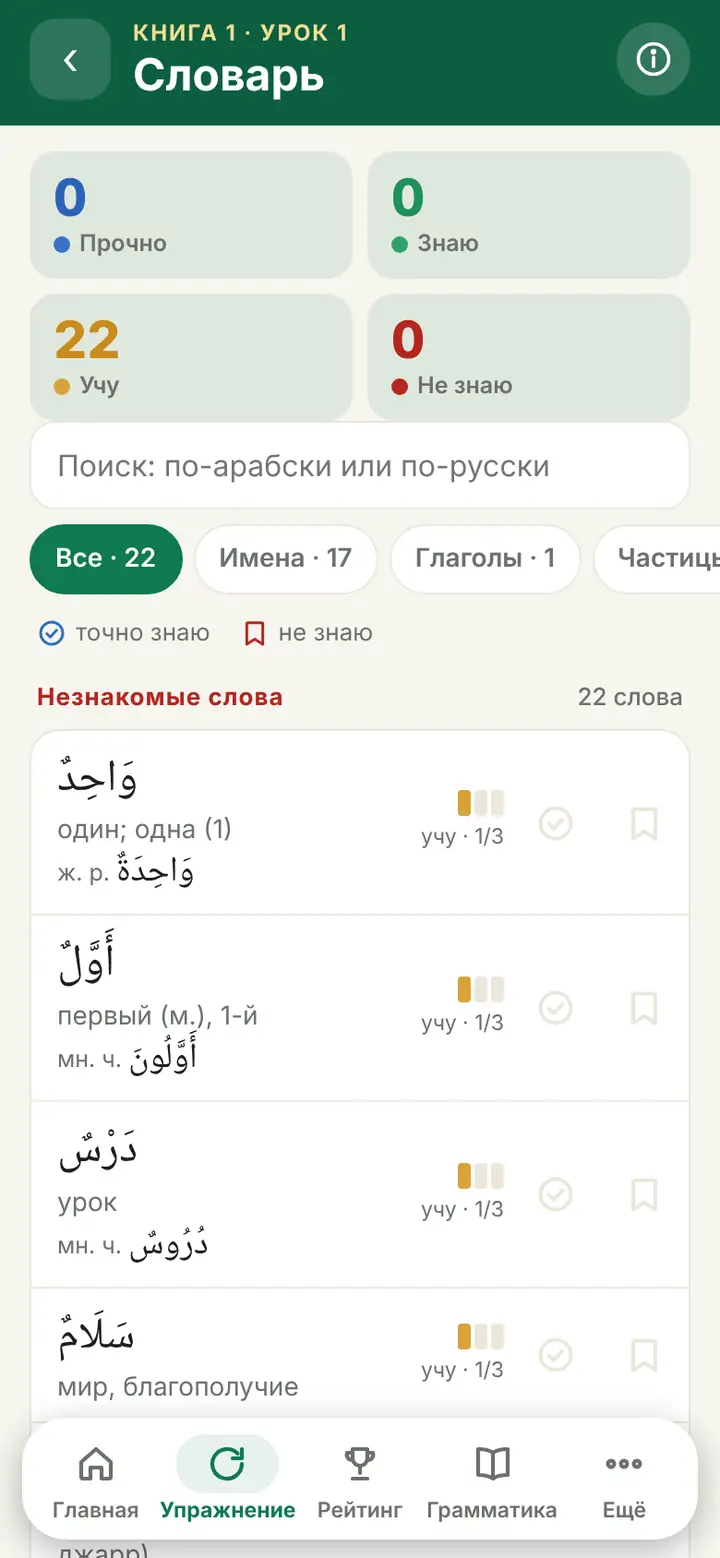 КНИГА 1 · УРОК 1
Словарь
0
Прочно
0
Знаю
22
Учу
0
Не знаю
Поиск: по-арабски или по-русски
Все · 22
Имена · 17
Глаголы · 1
Частицы
точно знаю
не знаю
Незнакомые слова
22 слова
وَاحِدٌ
один; одна (1)
ж. р. وَاحِدَةٌ
учу · 1/3
أَوَّلٌ
первый (м.), 1-й
мн. ч. أَوَّلُونَ
учу · 1/3
دَرْسٌ
урок
мн. ч. دُرُوسٌ
учу · 1/3
سَلَامٌ
мир, благополучие
учу · 1/3
Главная
Упражнение
Рейтинг
Грамматика
Ещё
джарр)